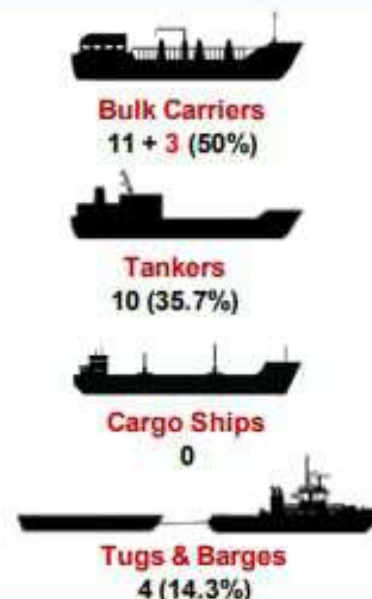 Bulk Carriers
11 + 3 (50%)
Tankers
10 (35.7%)
Cargo Ships
0
Tugs & Barges
4 (14.3%)